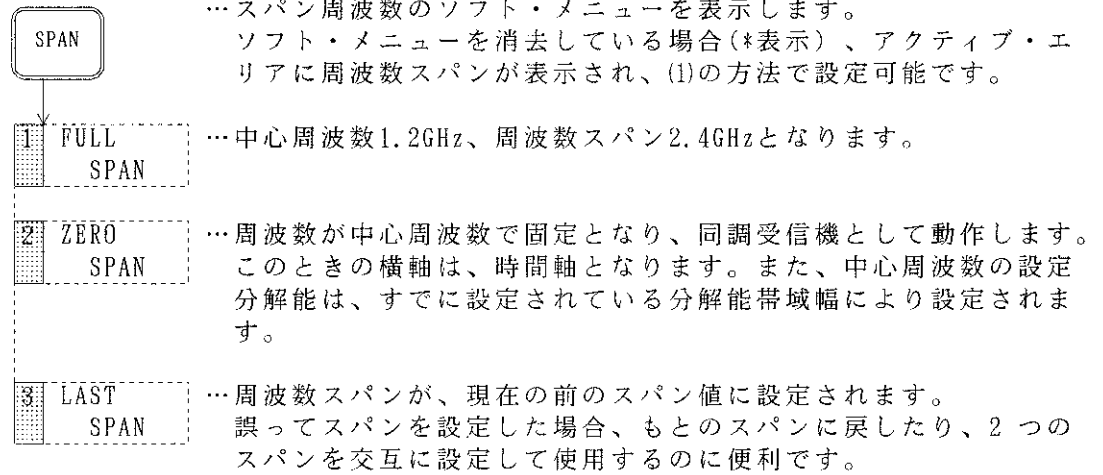 …スパン周波数のソフト・メニューを表示します。
SPAN ソフト・メニューを消去している場合(*表示)、アクティブ・エ
リアに周波数スパンが表示され、(1)の方法で設定可能です。
1 FULL …中心周波数1.2GHz、周波数スパン2.4GHzとなります。
SPAN
2 ZERO …周波数が中心周波数で固定となり、同調受信機として動作します。
SPAN このときの横軸は、時間軸となります。また、中心周波数の設定
分解能は、すでに設定されている分解能帯域幅により設定されま
す。
3 LAST …周波数スパンが、現在の前のスパン値に設定されます。
SPAN 誤ってスパンを設定した場合、もとのスパンに戻したり、2 つの
スパンを交互に設定して使用するのに便利です。